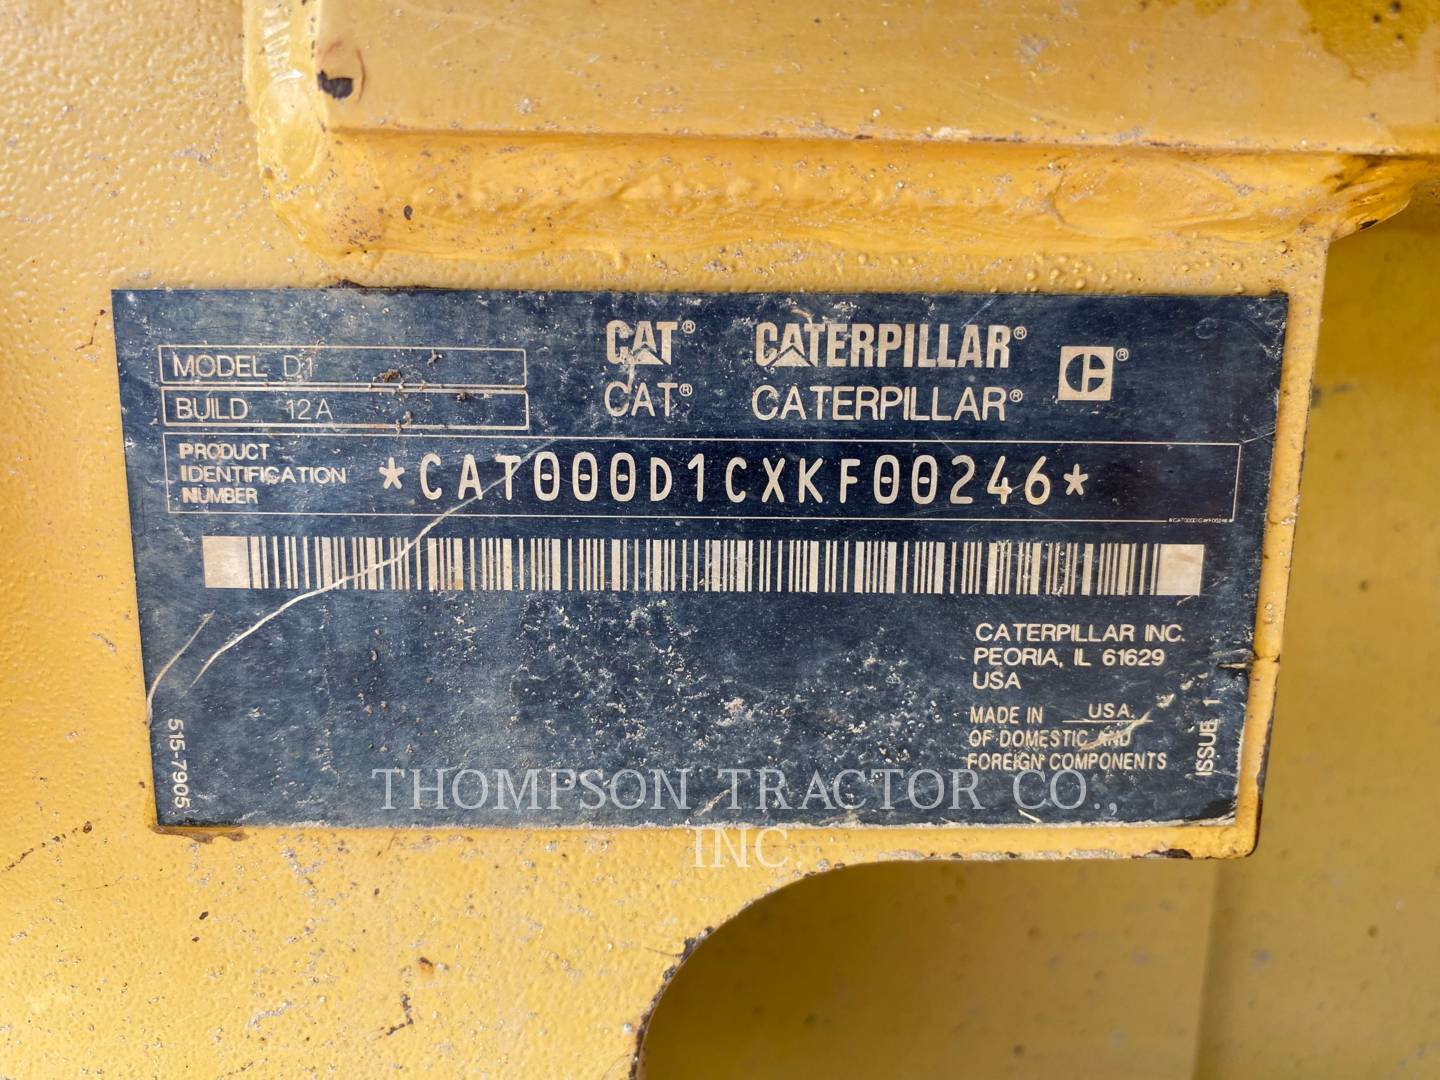 MODEL D1
BUILD 12A
CAT® CATERPILLAR®
CAT® CATERPILLAR®
PRODUCT
IDENTIFICATION
NUMBER
*CAT000D1CXKF00246*
CATERPILLAR INC.
PEORIA, IL 61629
USA
MADE IN USA.
OF DOMESTIC AND
FOREIGN COMPONENTS
ISSUE 1
515-7905
THOMPSON TRACTOR CO.,
INC.